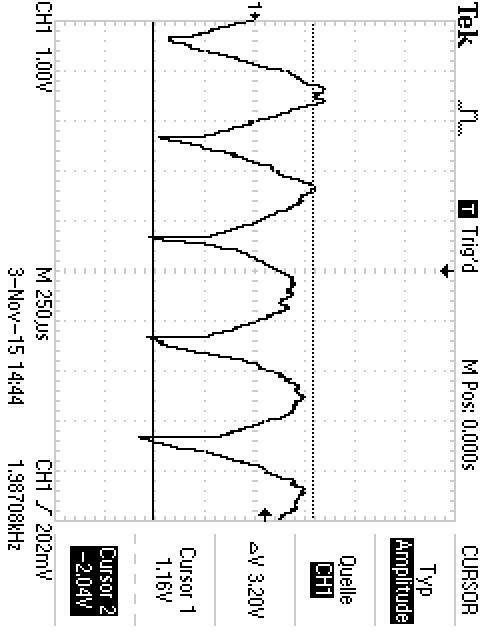 Tek T Trig'd M Pos: 0.000s CURSOR
Typ
Amplitude
Quelle
CH1
1
△V 3.20V
Cursor 1
1.16V
Cursor 2
-2.04V
CH1 1.00V M 250µs CH1 202mV
3-Nov-15 14:44 1.98708kHz